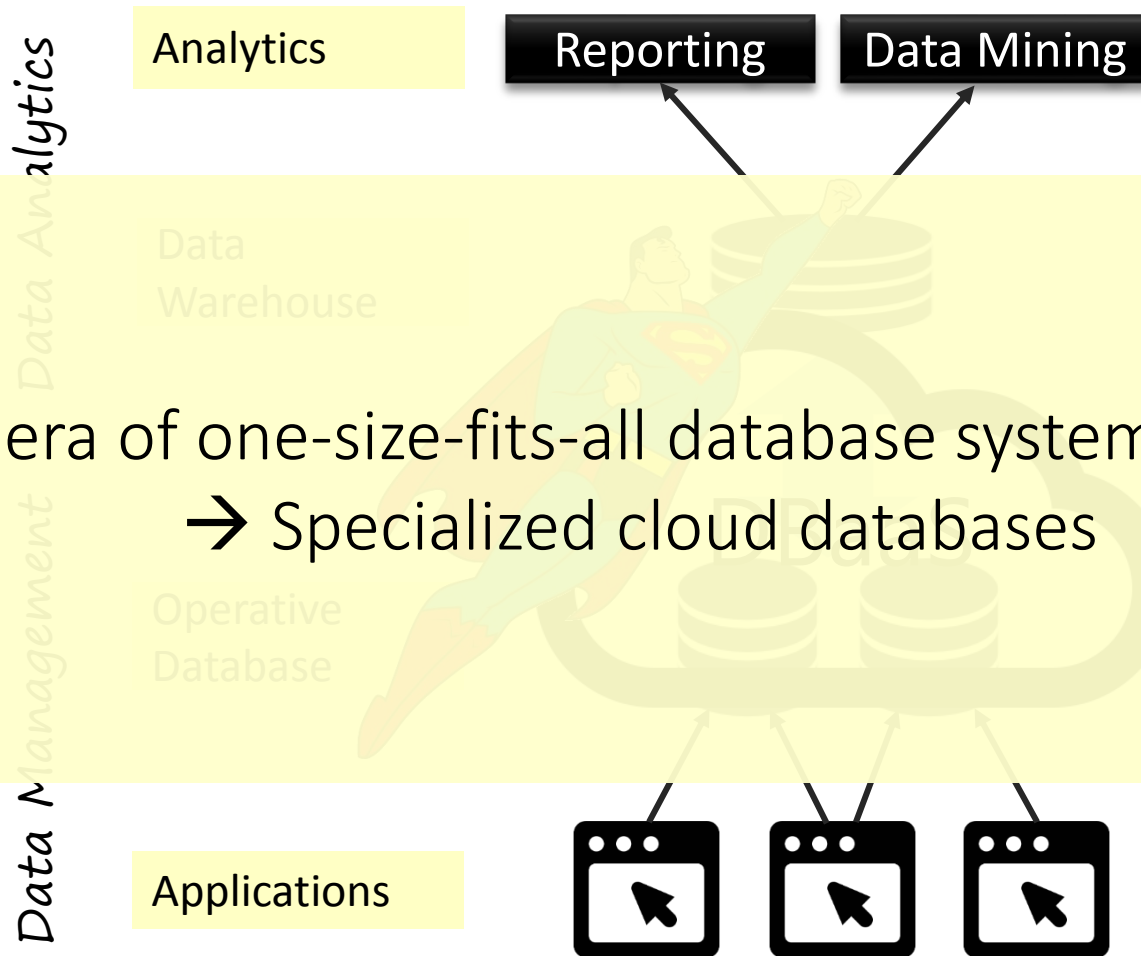 Analytics
Reporting
Data Mining
Data Analytics
Data
Warehouse
era of one-size-fits-all database system
→ Specialized cloud databases
DBaaS
Data Management
Operative
Database
Applications